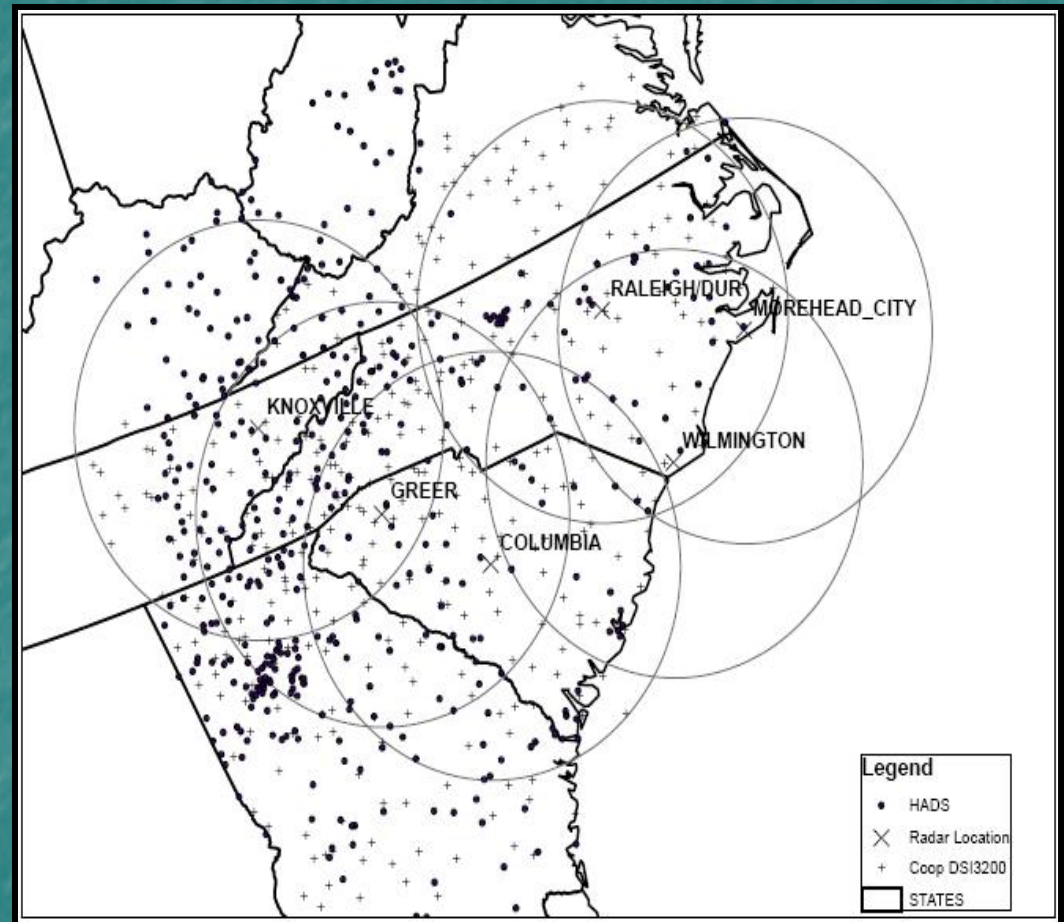 RALEIGH/DUR
MOREHEAD_CITY
KNOXVILLE
WILMINGTON
GREER
COLUMBIA
Legend
HADS
Radar Location
Coop DSI3200
STATES